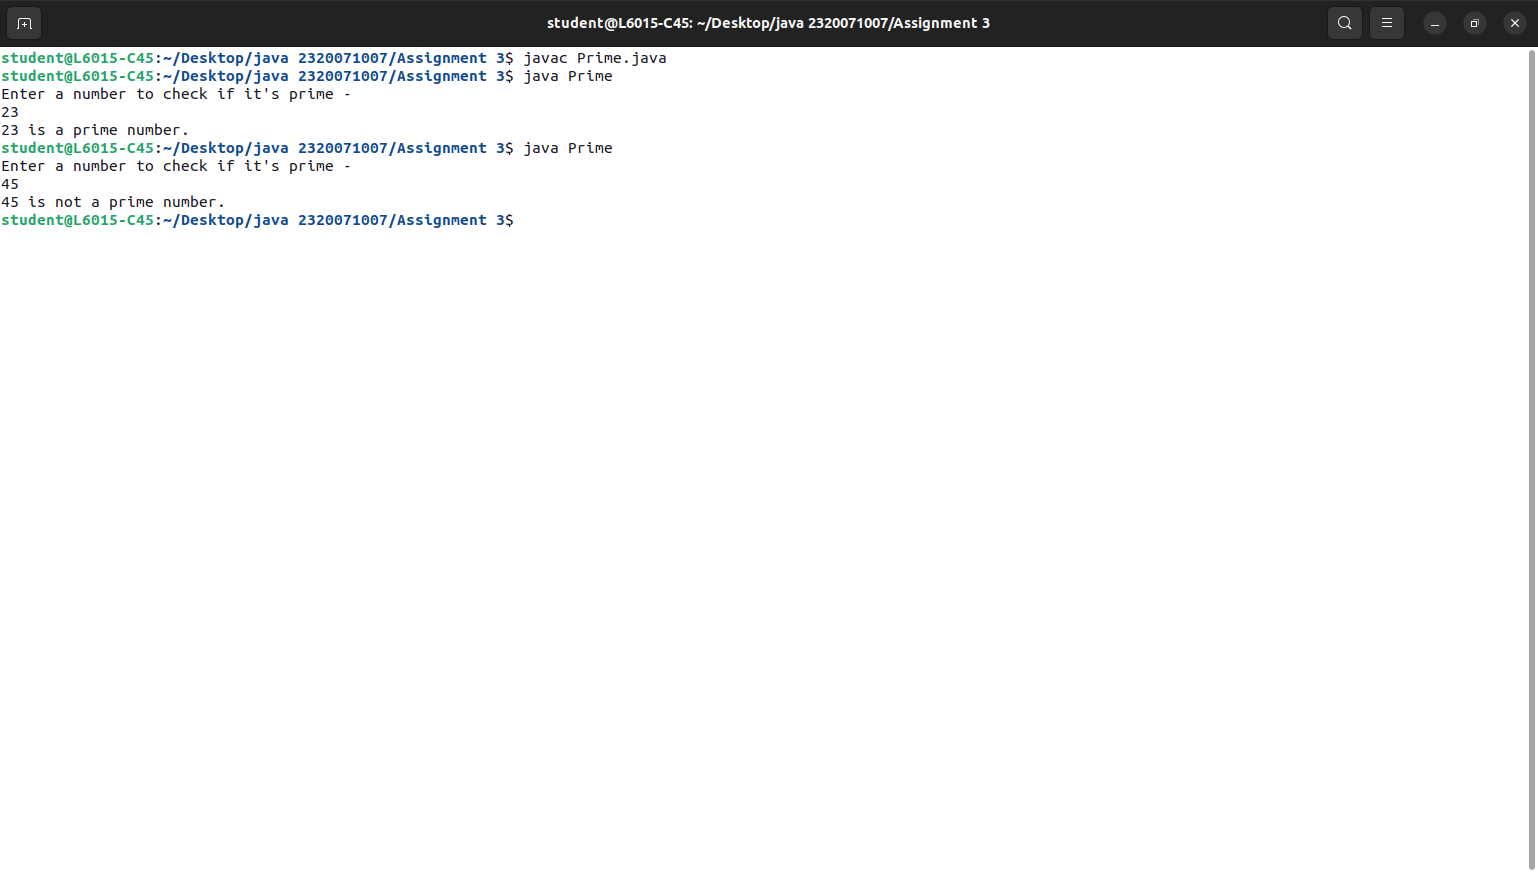 student@L6015-C45: ~/Desktop/java 2320071007/Assignment 3
student@L6015-C45:~/Desktop/java 2320071007/Assignment 3$ javac Prime.java
student@L6015-C45:~/Desktop/java 2320071007/Assignment 3$ java Prime
Enter a number to check if it's prime -
23
23 is a prime number.
student@L6015-C45:~/Desktop/java 2320071007/Assignment 3$ java Prime
Enter a number to check if it's prime -
45
45 is not a prime number.
student@L6015-C45:~/Desktop/java 2320071007/Assignment 3$